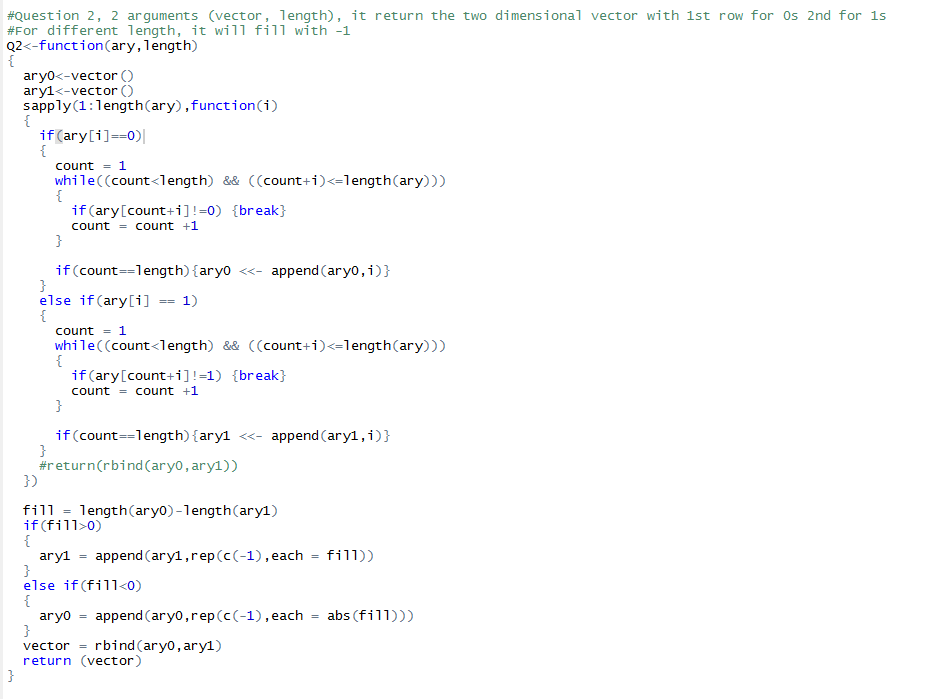 #Question 2, 2 arguments (vector, length), it return the two dimensional vector with 1st row for 0s 2nd for 1s
#For different length, it will fill with -1
Q2<-function(ary,length)
{
  ary0<-vector()
  ary1<-vector()
  sapply(1:length(ary),function(i)
  {
    if(ary[i]==0)
    {
      count = 1
      while((count<length) && ((count+i)<=length(ary)))
      {
        if(ary[count+i]!=0) {break}
        count = count +1
      }

      if(count==length){ary0 <<- append(ary0,i)}
    }
    else if(ary[i] == 1)
    {
      count = 1
      while((count<length) && ((count+i)<=length(ary)))
      {
        if(ary[count+i]!=1) {break}
        count = count +1
      }

      if(count==length){ary1 <<- append(ary1,i)}
    }
    #return(rbind(ary0,ary1))
  })

  fill = length(ary0)-length(ary1)
  if(fill>0)
  {
    ary1 = append(ary1,rep(c(-1),each = fill))
  }
  else if(fill<0)
  {
    ary0 = append(ary0,rep(c(-1),each = abs(fill)))
  }
  vector = rbind(ary0,ary1)
  return (vector)
}